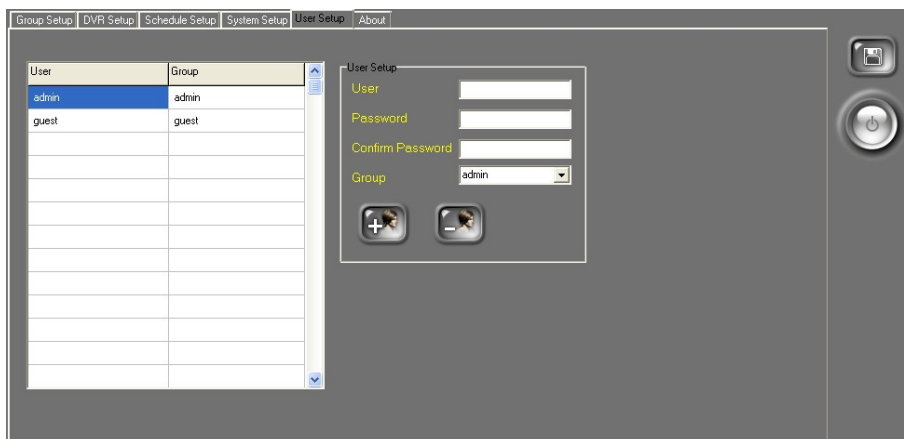 Group Setup DVR Setup Schedule Setup System Setup User Setup About
User Group
admin admin
guest guest
User Setup
User
Password
Confirm Password
Group admin